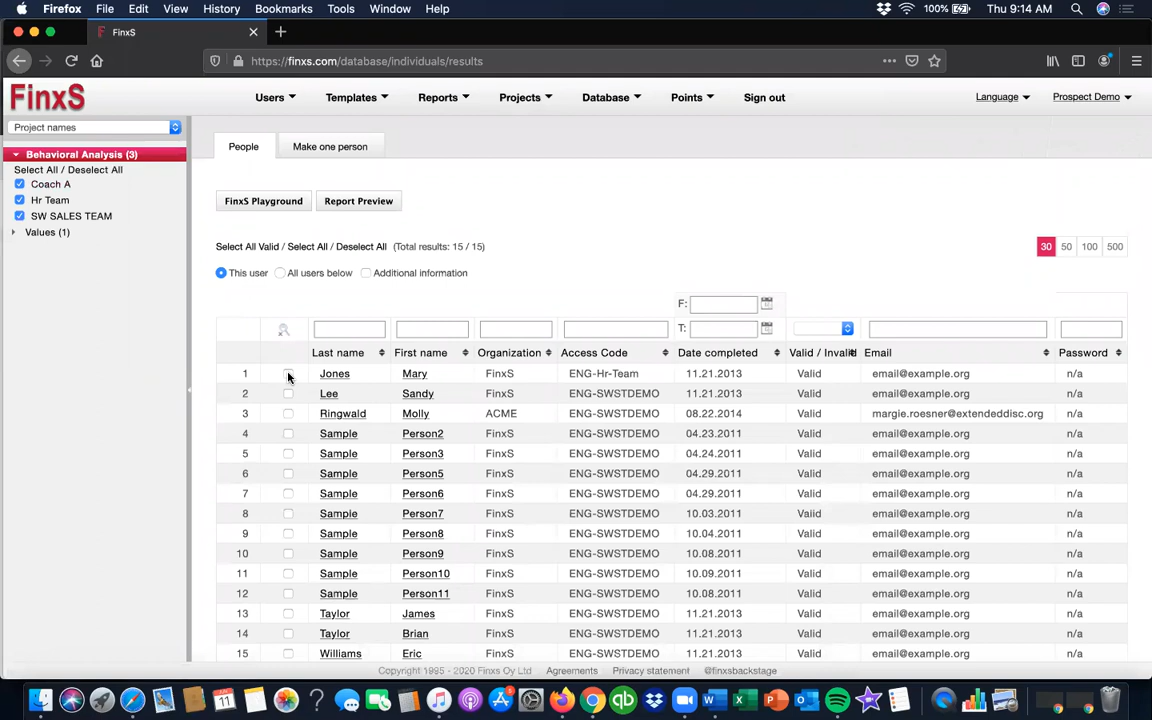 Firefox File Edit View History Bookmarks Tools Window Help 100% Thu 9:14 AM
FinxS
https://finxs.com/database/individuals/results
FinxS Users Templates Reports Projects Database Points Sign out Language Prospect Demo
Project names
Behavioral Analysis (3)
Select All / Deselect All
Coach A
Hr Team
SW SALES TEAM
Values (1)
People Make one person
FinxS Playground Report Preview
Select All Valid / Select All / Deselect All (Total results: 15 / 15) 30 50 100 500
This user All users below Additional information
F:
T:
Last name First name Organization Access Code Date completed Valid / Invalid Email Password
1 Jones Mary FinxS ENG-Hr-Team 11.21.2013 Valid email@example.org n/a
2 Lee Sandy FinxS ENG-SWSTDEMO 11.21.2013 Valid email@example.org n/a
3 Ringwald Molly ACME ENG-SWSTDEMO 08.22.2014 Valid margie.roesner@extendeddisc.org n/a
4 Sample Person2 FinxS ENG-SWSTDEMO 04.23.2011 Valid email@example.org n/a
5 Sample Person3 FinxS ENG-SWSTDEMO 04.24.2011 Valid email@example.org n/a
6 Sample Person5 FinxS ENG-SWSTDEMO 04.29.2011 Valid email@example.org n/a
7 Sample Person6 FinxS ENG-SWSTDEMO 04.29.2011 Valid email@example.org n/a
8 Sample Person7 FinxS ENG-SWSTDEMO 10.03.2011 Valid email@example.org n/a
9 Sample Person8 FinxS ENG-SWSTDEMO 10.04.2011 Valid email@example.org n/a
10 Sample Person9 FinxS ENG-SWSTDEMO 10.08.2011 Valid email@example.org n/a
11 Sample Person10 FinxS ENG-SWSTDEMO 10.09.2011 Valid email@example.org n/a
12 Sample Person11 FinxS ENG-SWSTDEMO 10.08.2011 Valid email@example.org n/a
13 Taylor James FinxS ENG-SWSTDEMO 11.21.2013 Valid email@example.org n/a
14 Taylor Brian FinxS ENG-SWSTDEMO 11.21.2013 Valid email@example.org n/a
15 Williams Eric FinxS ENG-SWSTDEMO 11.21.2013 Valid email@example.org n/a
Copyright 1995 - 2020 Finxs Oy Ltd Agreements Privacy statement @finxsbackstage